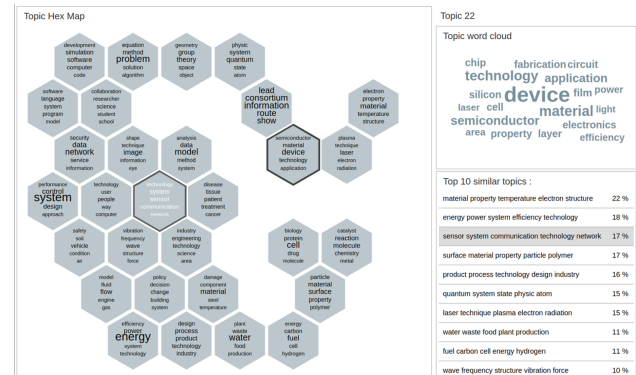 Topic Hex Map
development
simulation
software
computer
code
equation
method
problem
solution
algorithm
geometry
group
theory
space
object
physic
system
quantum
state
atom
software
language
system
program
model
collaboration
researcher
science
student
school
lead
consortium
information
route
show
electron
property
material
temperature
structure
security
data
network
service
information
shape
technique
image
information
eye
analysis
data
model
method
system
semiconductor
material
device
technology
application
plasma
technique
laser
electron
radiation
performance
control
system
design
approach
technology
user
people
way
computer
technology
system
sensor
communication
network
disease
tissue
patient
treatment
cancer
safety
soil
vehicle
condition
air
vibration
frequency
wave
structure
force
industry
engineering
technology
science
area
biology
protein
cell
drug
molecule
catalyst
reaction
molecule
chemistry
metal
model
fluid
flow
engine
gas
policy
decision
change
building
system
damage
component
material
steel
temperature
particle
material
surface
property
polymer
efficiency
power
energy
system
technology
design
process
product
technology
industry
plant
waste
water
food
production
energy
carbon
fuel
cell
hydrogen
Topic 22
Topic word cloud
chip fabrication circuit
technology application
silicon device film power
laser cell material light
semiconductor electronics
area property layer efficiency
Top 10 similar topics :
material property temperature electron structure 22 %
energy power system efficiency technology 18 %
sensor system communication technology network 17 %
surface material property particle polymer 17 %
product process technology design industry 16 %
quantum system state physic atom 15 %
laser technique plasma electron radiation 15 %
water waste food plant production 11 %
fuel carbon cell energy hydrogen 11 %
wave frequency structure vibration force 10 %